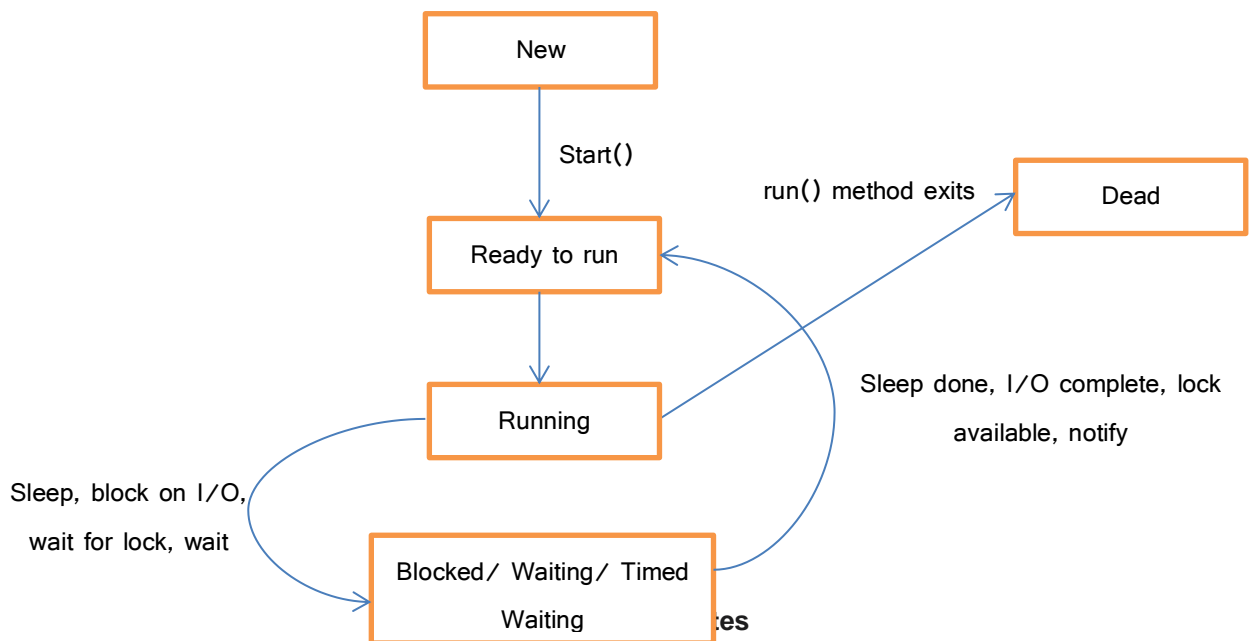 New
Start()
run() method exits
Dead
Ready to run
Running
Sleep done, I/O complete, lock
available, notify
Sleep, block on I/O,
wait for lock, wait
Blocked/ Waiting/ Timed
Waiting